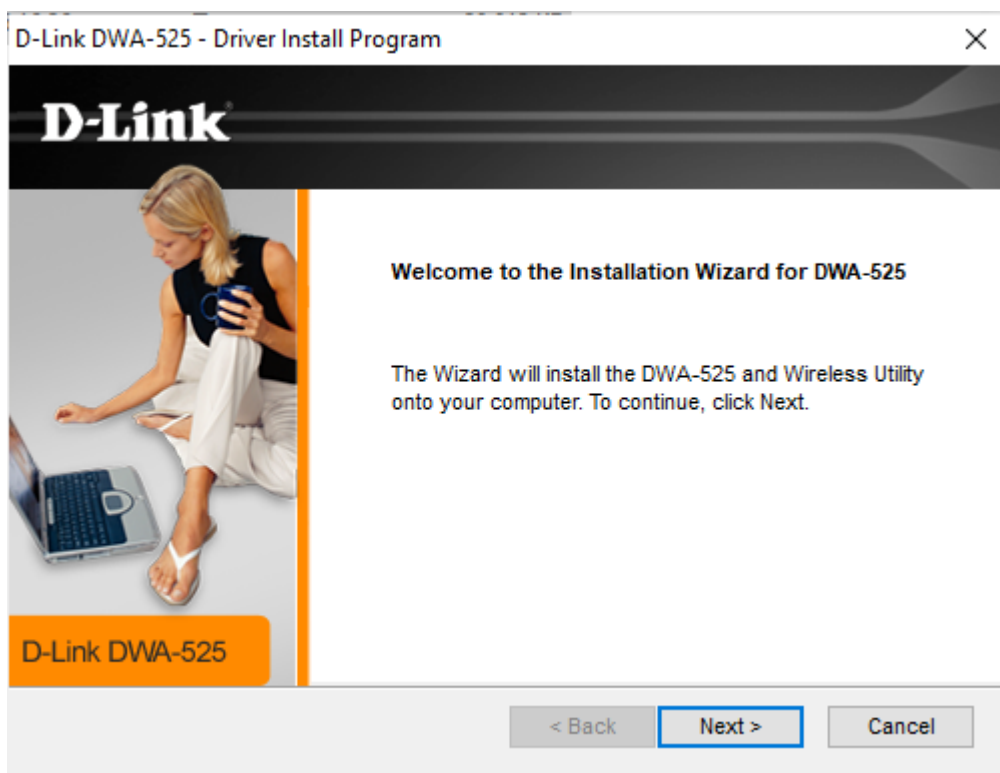 D-Link DWA-525 - Driver Install Program
D-Link
Welcome to the Installation Wizard for DWA-525
The Wizard will install the DWA-525 and Wireless Utility
onto your computer. To continue, click Next.
D-Link DWA-525
< Back
Next >
Cancel